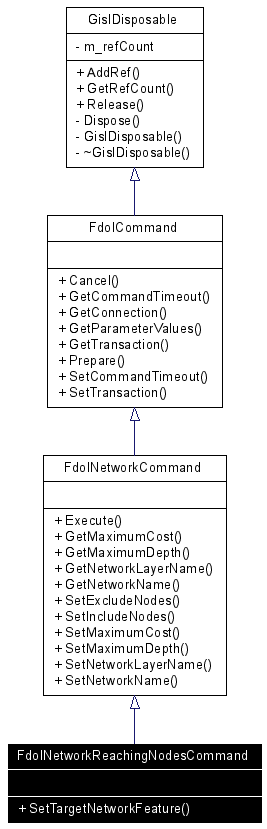 GisIDisposable
- m_refCount
+ AddRef()
+ GetRefCount()
+ Release()
- Dispose()
- GisIDisposable()
- ~GisIDisposable()
FdoICommand
+ Cancel()
+ GetCommandTimeout()
+ GetConnection()
+ GetParameterValues()
+ GetTransaction()
+ Prepare()
+ SetCommandTimeout()
+ SetTransaction()
FdoINetworkCommand
+ Execute()
+ GetMaximumCost()
+ GetMaximumDepth()
+ GetNetworkLayerName()
+ GetNetworkName()
+ SetExcludeNodes()
+ SetIncludeNodes()
+ SetMaximumCost()
+ SetMaximumDepth()
+ SetNetworkLayerName()
+ SetNetworkName()
FdoINetworkReachingNodesCommand
+ SetTargetNetworkFeature()